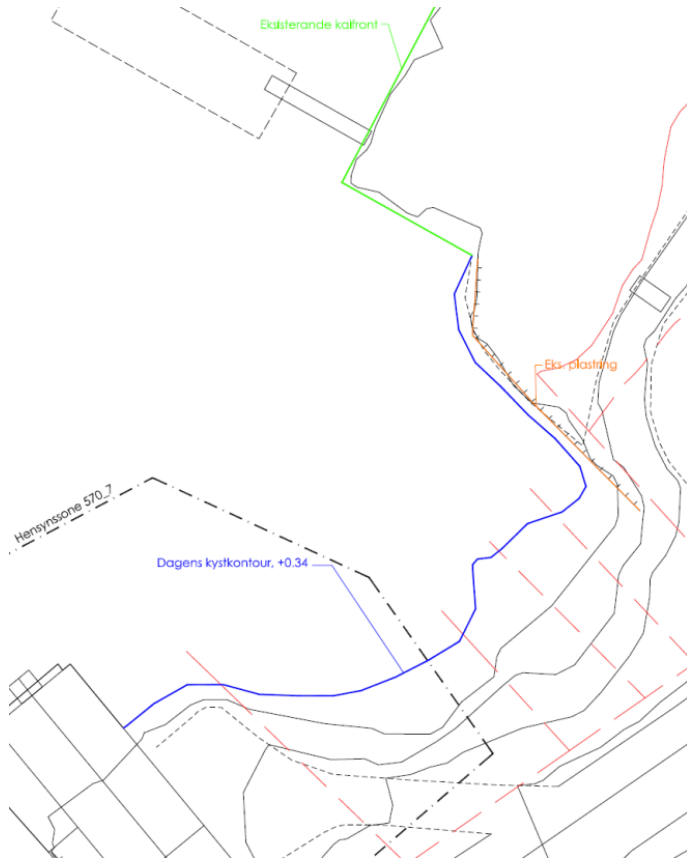 Eksisterande kaifront
Eks. plastring
Hensynssone 570_7
Dagens kystkontour, +0.34